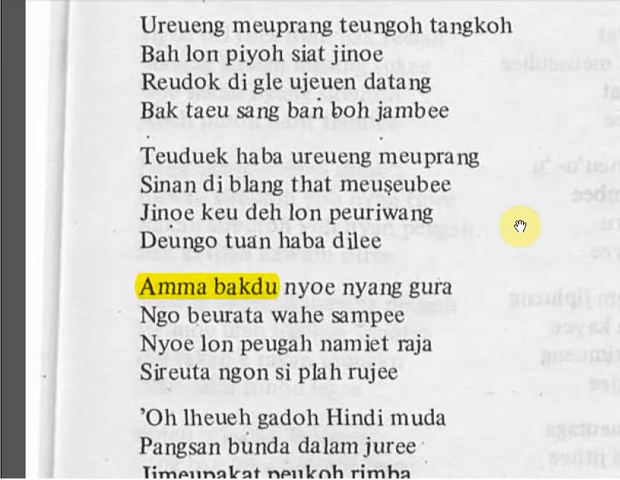 Ureueng meuprang teungoh tangkoh
Bah lon piyoh siat jinoe
Reudok di gle ujeuen datang
Bak taeu sang ban boh jambee
Teuduek haba ureueng meuprang
Sinan di blang that meuseubee
Jinoe keu deh lon peuriwang
Deungo tuan haba dilee
Amma bakdu nyoe nyang gura
Ngo beurata wahe sampee
Nyoe lon peugah namiet raja
Sireuta ngon si plah rujee
’Oh lheueh gadoh Hindi muda
Pangsan bunda dalam juree
Jimeupakat peukoh rimba